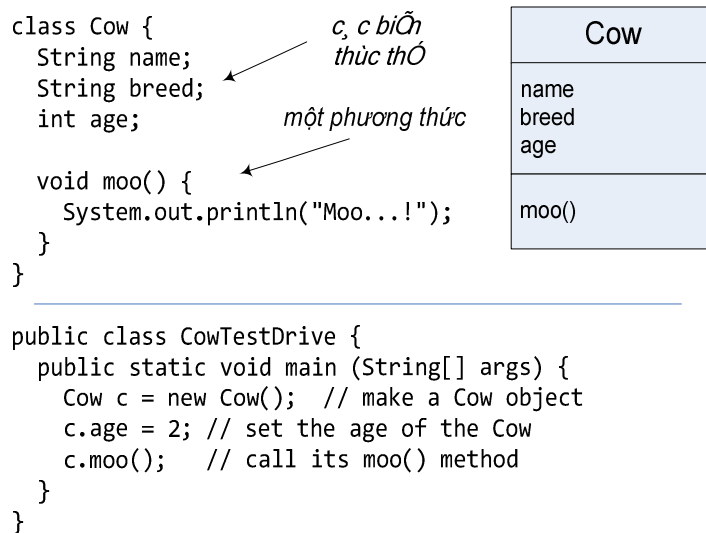 class Cow {
  String name;
  String breed;
  int age;
c¸ c biÕn
thùc thÓ
một phương thức
  void moo() {
    System.out.println("Moo...!");
  }
}
Cow
name
breed
age
moo()
public class CowTestDrive {
  public static void main (String[] args) {
    Cow c = new Cow();  // make a Cow object
    c.age = 2; // set the age of the Cow
    c.moo();   // call its moo() method
  }
}